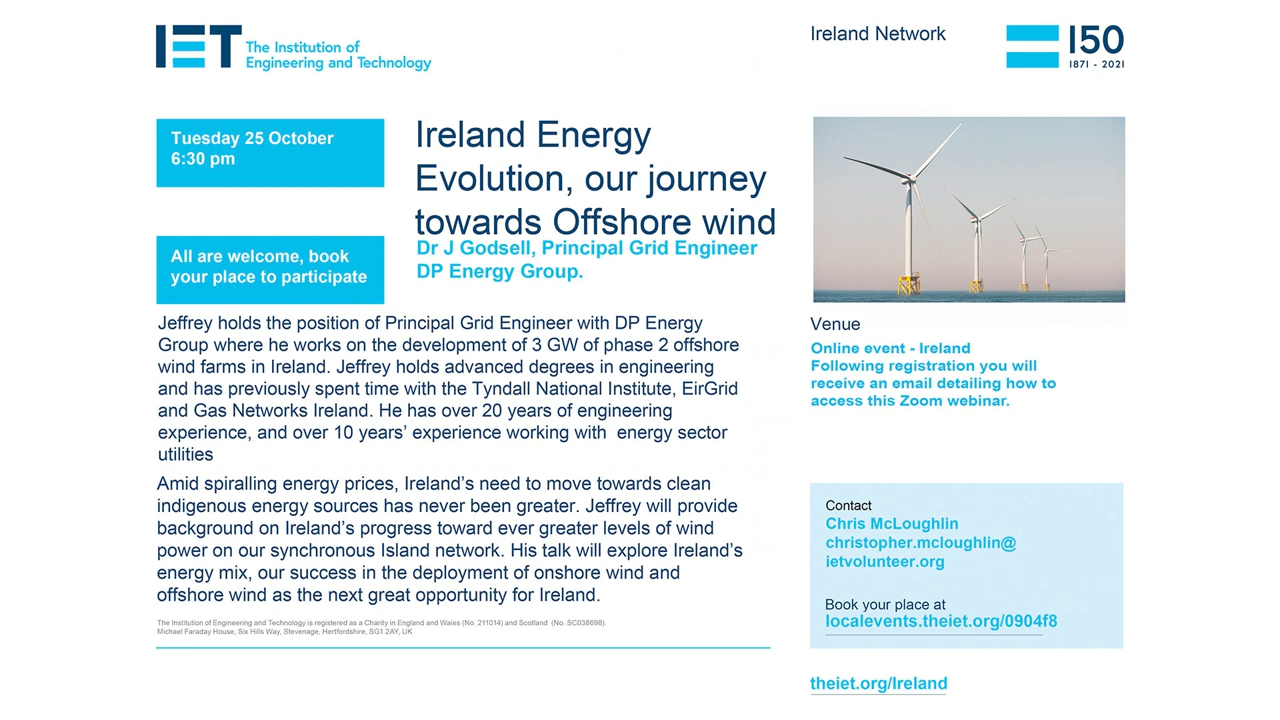 IET The Institution of
Engineering and Technology
Ireland Network
150
1871 - 2021
Tuesday 25 October
6:30 pm
All are welcome, book
your place to participate
Ireland Energy
Evolution, our journey
towards Offshore wind
Dr J Godsell, Principal Grid Engineer
DP Energy Group.
Jeffrey holds the position of Principal Grid Engineer with DP Energy
Group where he works on the development of 3 GW of phase 2 offshore
wind farms in Ireland. Jeffrey holds advanced degrees in engineering
and has previously spent time with the Tyndall National Institute, EirGrid
and Gas Networks Ireland. He has over 20 years of engineering
experience, and over 10 years’ experience working with  energy sector
utilities
Amid spiralling energy prices, Ireland’s need to move towards clean
indigenous energy sources has never been greater. Jeffrey will provide
background on Ireland’s progress toward ever greater levels of wind
power on our synchronous Island network. His talk will explore Ireland’s
energy mix, our success in the deployment of onshore wind and
offshore wind as the next great opportunity for Ireland.
The Institution of Engineering and Technology is registered as a Charity in England and Wales (No. 211014) and Scotland  (No. SC038698).
Michael Faraday House, Six Hills Way, Stevenage, Hertfordshire, SG1 2AY, UK
Venue
Online event - Ireland
Following registration you will
receive an email detailing how to
access this Zoom webinar.
Contact
Chris McLoughlin
christopher.mcloughlin@
ietvolunteer.org
Book your place at
localevents.theiet.org/0904f8
theiet.org/Ireland